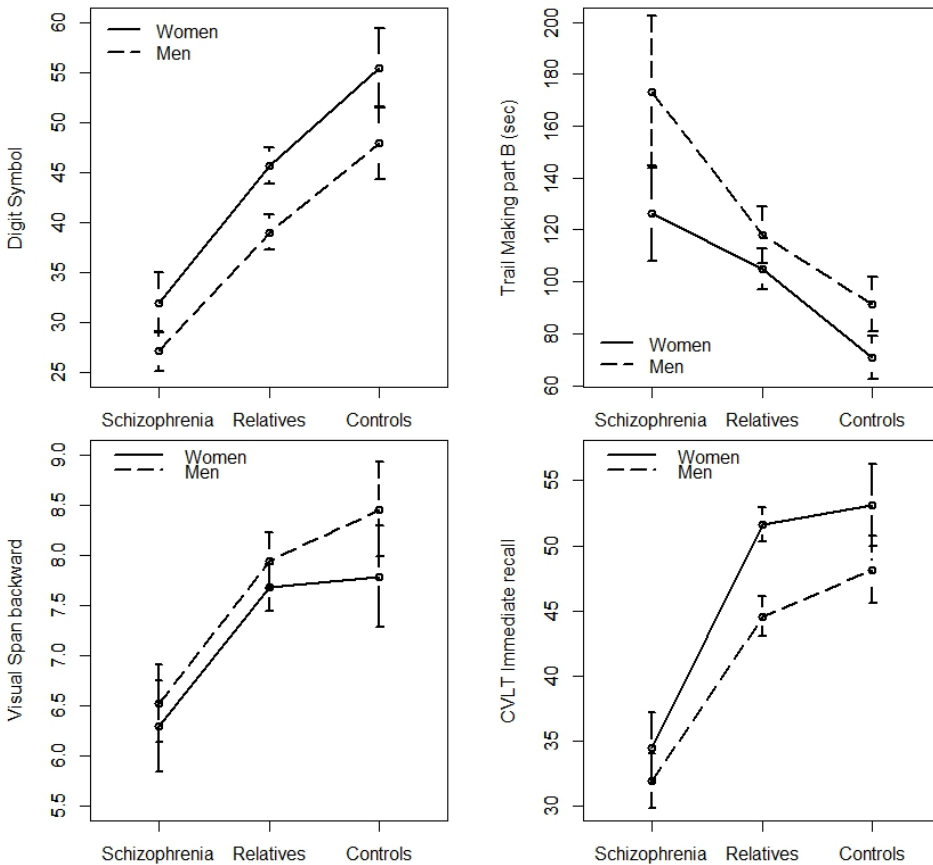 Digit Symbol
60
55
50
45
40
35
30
25
Women
Men
Schizophrenia Relatives Controls
Trail Making part B (sec)
200
180
160
140
120
100
80
60
Women
Men
Schizophrenia Relatives Controls
Visual Span backward
9.0
8.5
8.0
7.5
7.0
6.5
6.0
5.5
Women
Men
Schizophrenia Relatives Controls
CVLT Immediate recall
55
50
45
40
35
30
Women
Men
Schizophrenia Relatives Controls